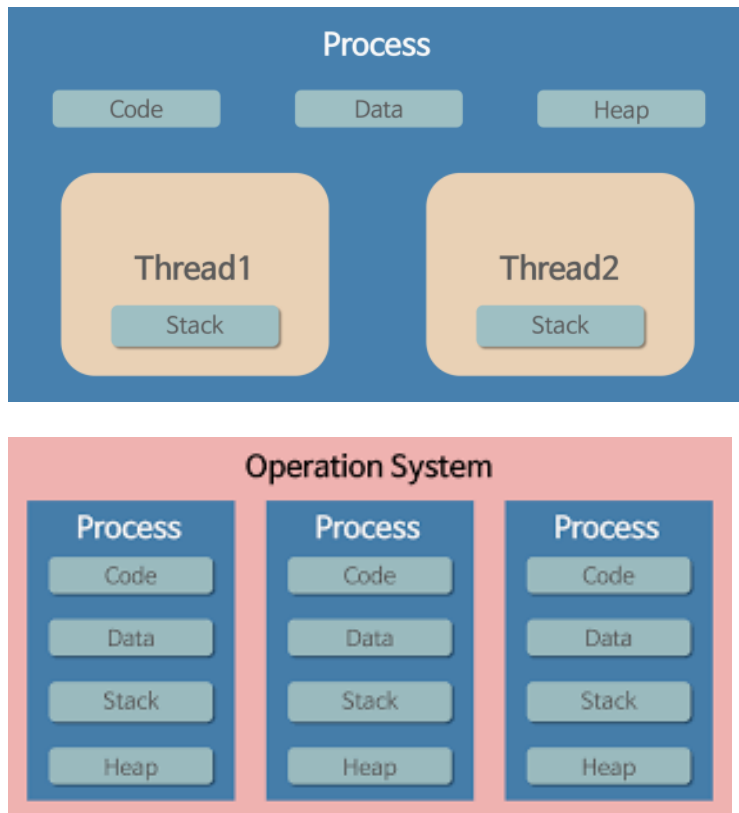 Process
Code Data Heap
Thread1 Thread2
Stack Stack
Operation System
Process Process Process
Code Code Code
Data Data Data
Stack Stack Stack
Heap Heap Heap